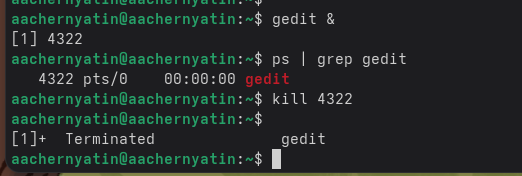 aachernyatin@aachernyatin:~$ gedit &
[1] 4322
aachernyatin@aachernyatin:~$ ps | grep gedit
   4322 pts/0    00:00:00 gedit
aachernyatin@aachernyatin:~$ kill 4322
aachernyatin@aachernyatin:~$
[1]+  Terminated              gedit
aachernyatin@aachernyatin:~$